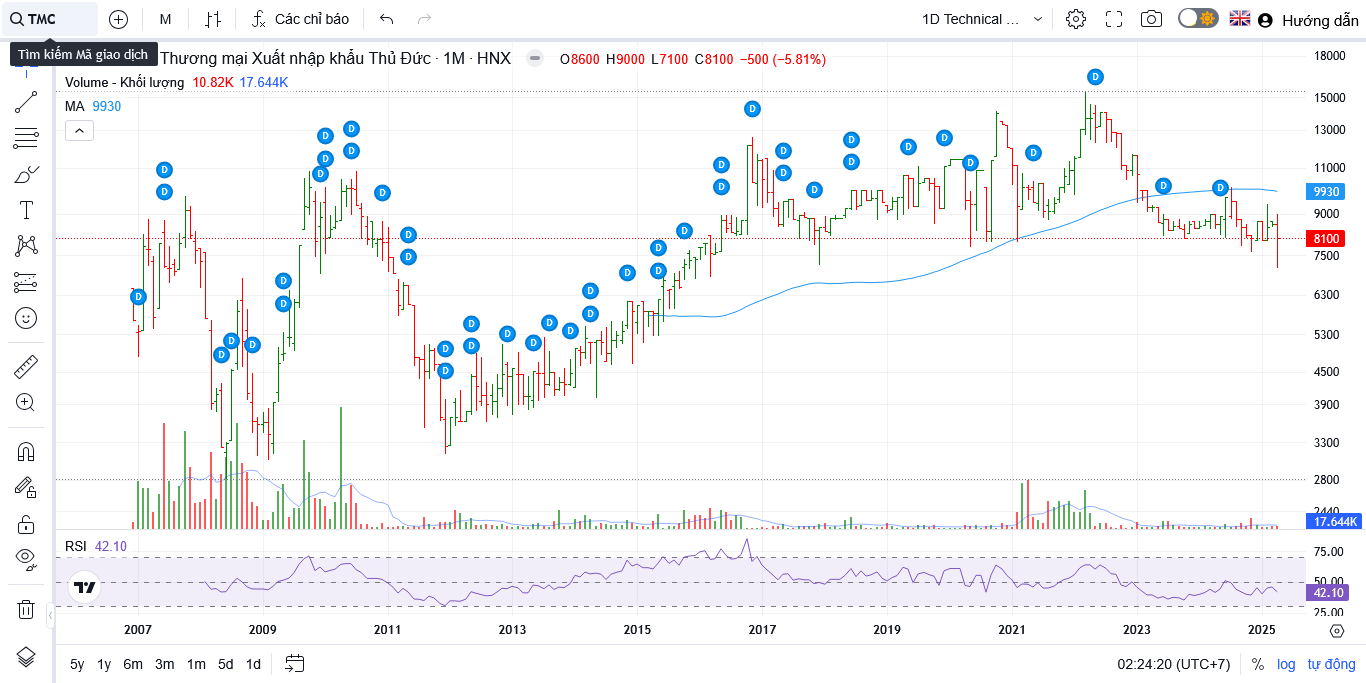 TMC
M
Các chỉ báo
1D Technical ...
Hướng dẫn
Tìm kiếm Mã giao dịch
Thương mại Xuất nhập khẩu Thủ Đức · 1M · HNX
O8600 H9000 L7100 C8100 −500 (−5.81%)
Volume - Khối lượng 10.82K 17.644K
MA 9930
D D D D D D D D D D D D D D D D D D D D D D D D D D D D D D D D D D D D D D D D D D D D D
18000
15000
13000
11000
9930
9000
8100
7500
6300
5300
4500
3900
3300
2800
2440
17.644K
RSI 42.10
75.00
50.00
42.10
25.00
2007 2009 2011 2013 2015 2017 2019 2021 2023 2025
5y 1y 6m 3m 1m 5d 1d
02:24:20 (UTC+7) % log tự động